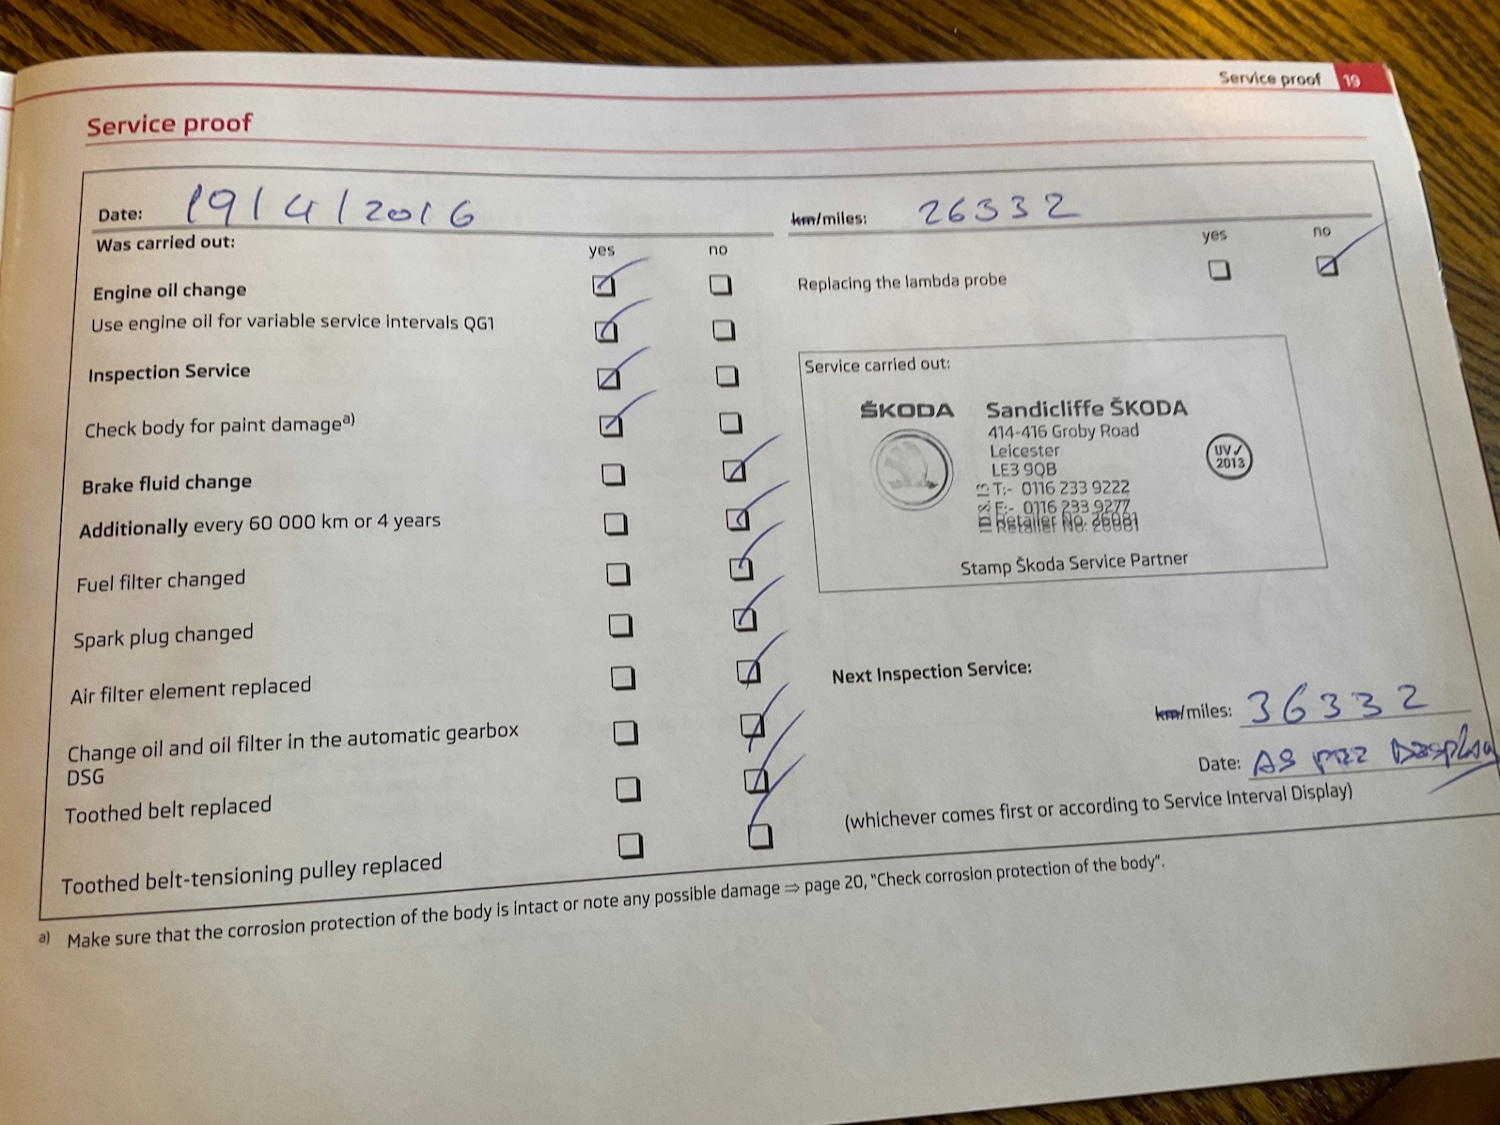 Service proof 19
Service proof
Date: 19/4/2016
km/miles: 26332
Was carried out: yes no
yes no
Engine oil change
Replacing the lambda probe
Use engine oil for variable service intervals QG1
Inspection Service
Check body for paint damage a)
Brake fluid change
Additionally every 60 000 km or 4 years
Fuel filter changed
Spark plug changed
Air filter element replaced
Change oil and oil filter in the automatic gearbox
DSG
Toothed belt replaced
Toothed belt-tensioning pulley replaced
Service carried out:
ŠKODA Sandicliffe ŠKODA
414-416 Groby Road
Leicester
LE3 9QB
T:- 0116 233 9222
F:- 0116 233 9277
Retailer No: 26081
UV✓
2013
Stamp Škoda Service Partner
Next Inspection Service:
km/miles: 36332
Date: AS PER Display
(whichever comes first or according to Service Interval Display)
a) Make sure that the corrosion protection of the body is intact or note any possible damage ⇒ page 20, "Check corrosion protection of the body".